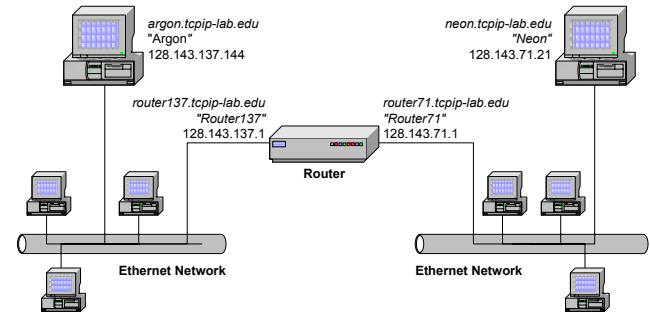 argon.tcpip-lab.edu
"Argon"
128.143.137.144
neon.tcpip-lab.edu
"Neon"
128.143.71.21
router137.tcpip-lab.edu
"Router137"
128.143.137.1
router71.tcpip-lab.edu
"Router71"
128.143.71.1
Router
Ethernet Network
Ethernet Network